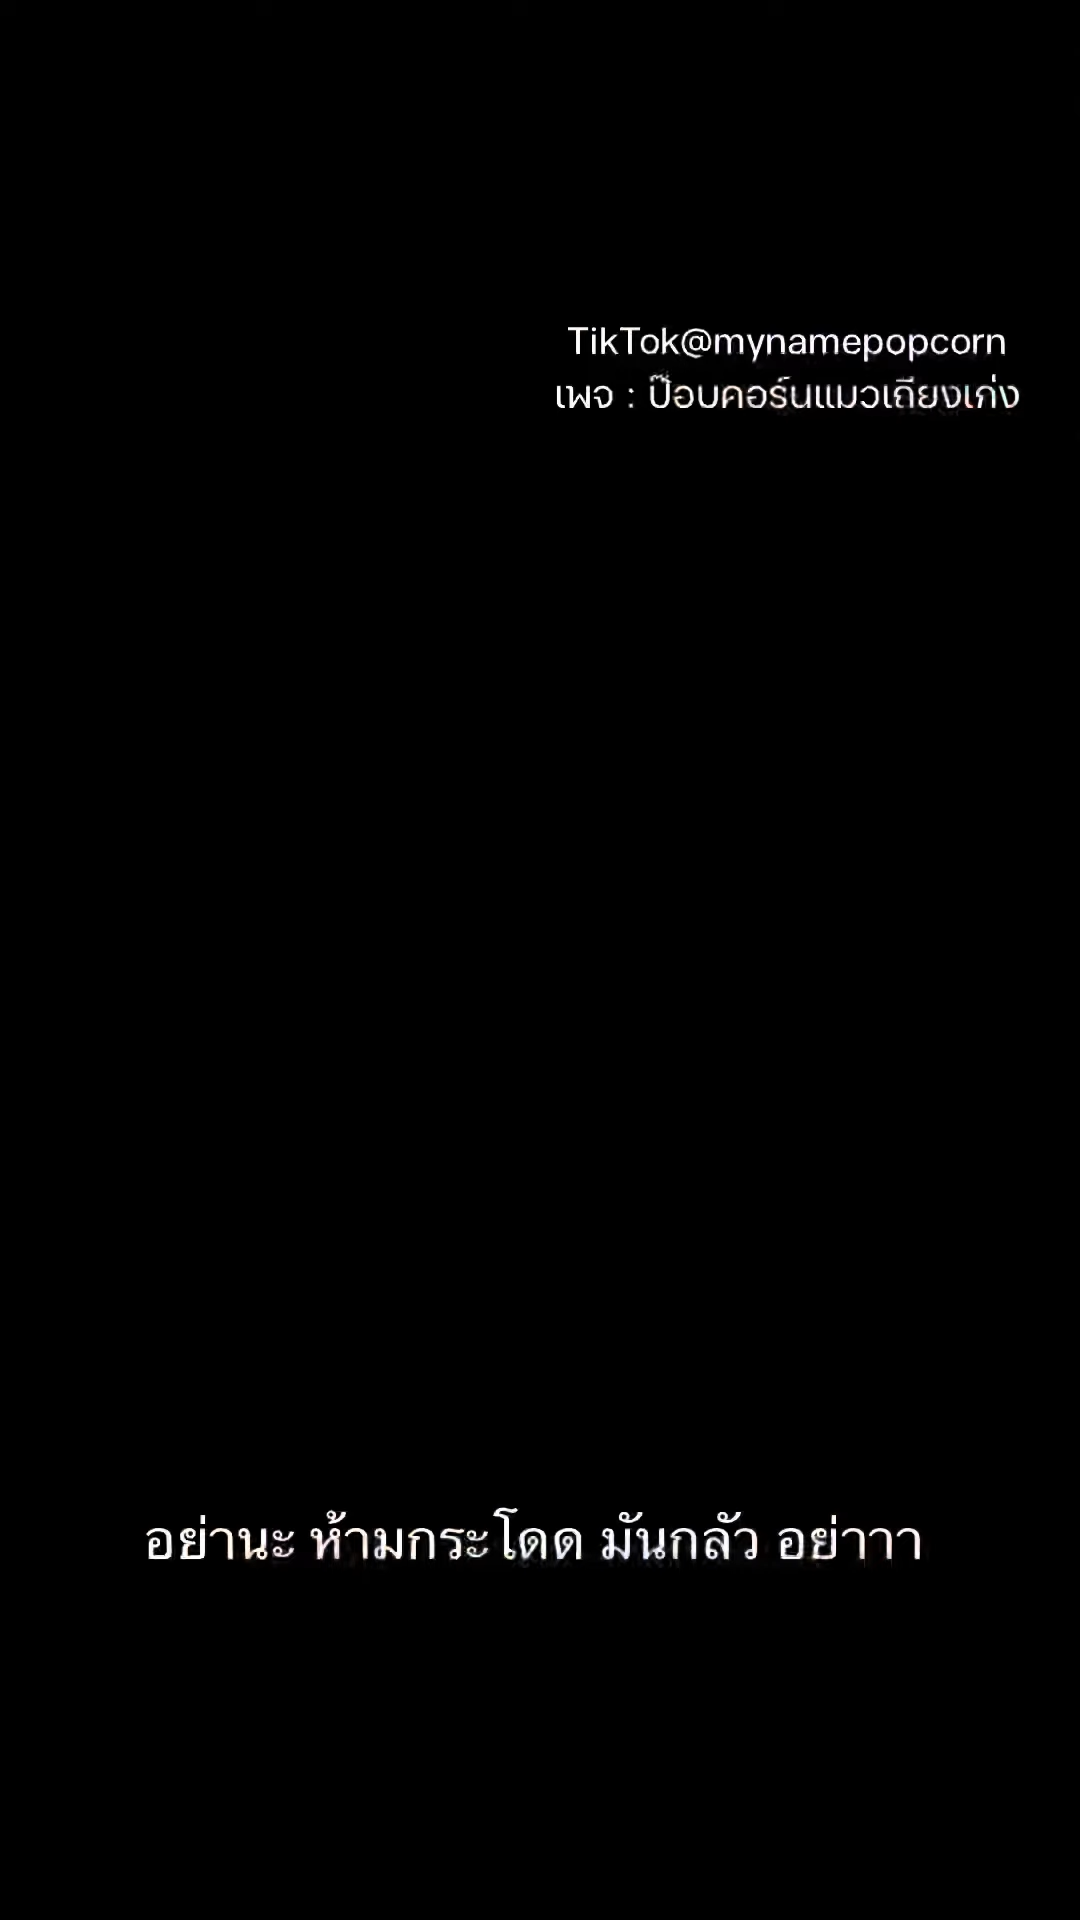 TikTok@mynamepopcorn
เพจ : ป๊อบคอร์นแมวเถียงเก่ง
อย่านะ ห้ามกระโดด มันกลัว อย่าาา